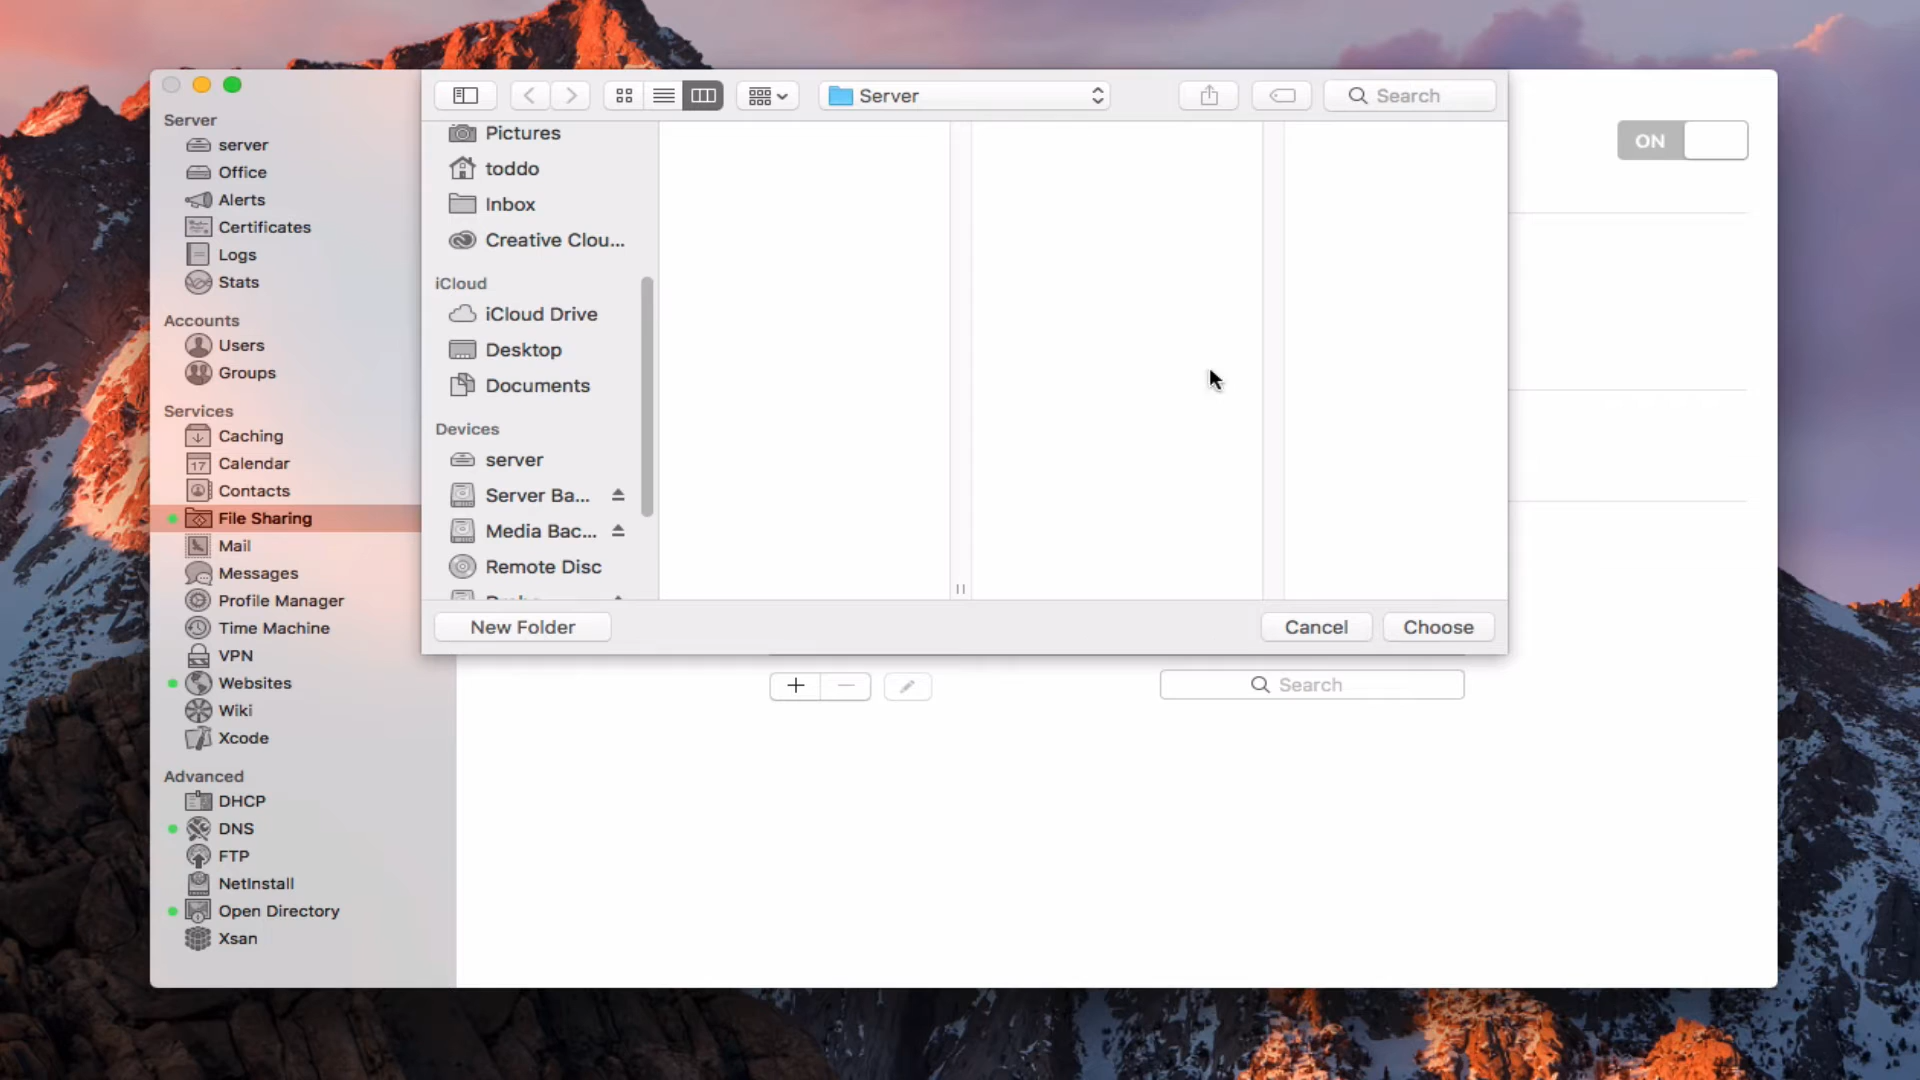 Server
server
Office
Alerts
Certificates
Logs
Stats
Accounts
Users
Groups
Services
Caching
17 Calendar
Contacts
File Sharing
Mail
Messages
Profile Manager
Time Machine
VPN
Websites
Wiki
Xcode
Advanced
DHCP
DNS
FTP
NetInstall
Open Directory
Xsan
Server
Search
Pictures
toddo
Inbox
Creative Clou...
iCloud
iCloud Drive
Desktop
Documents
Devices
server
Server Ba...
Media Bac...
Remote Disc
New Folder
Cancel
Choose
ON
Search